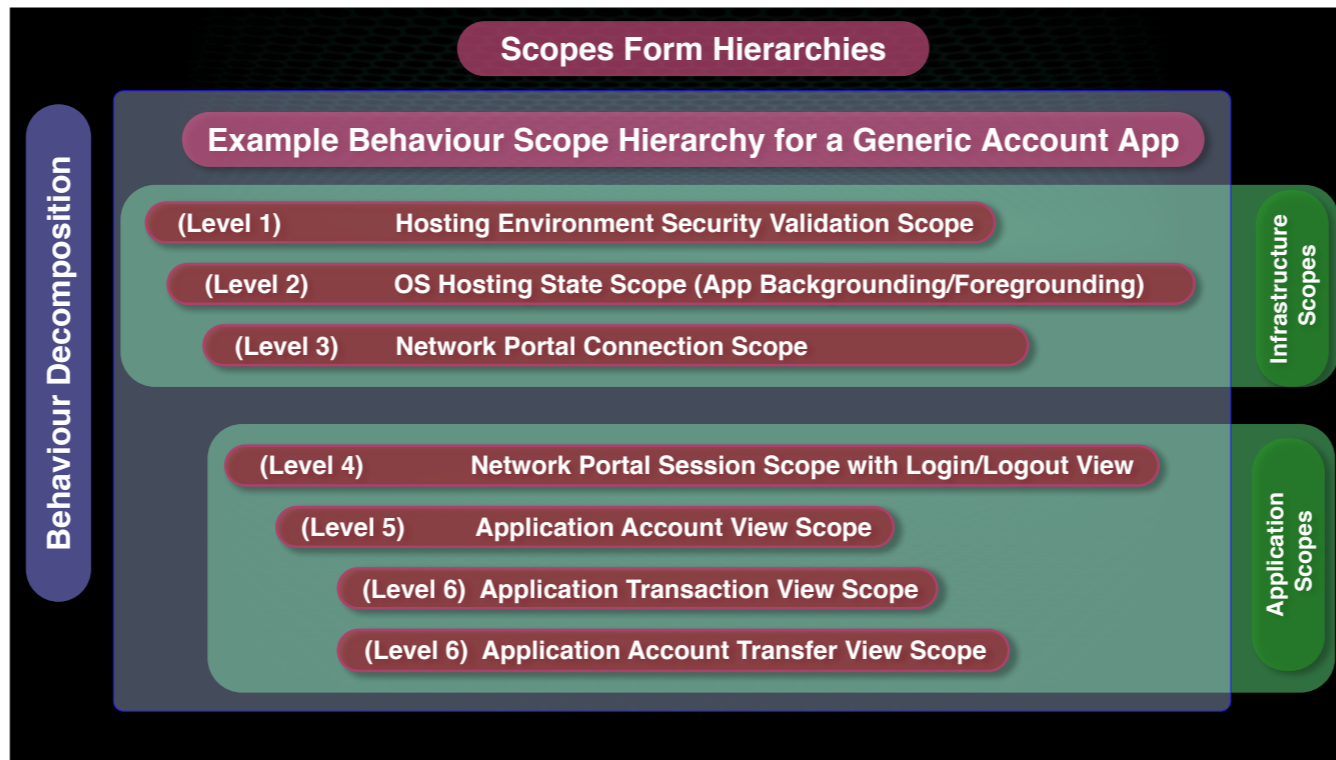 Scopes Form Hierarchies
Behaviour Decomposition
Example Behaviour Scope Hierarchy for a Generic Account App
(Level 1) Hosting Environment Security Validation Scope
(Level 2) OS Hosting State Scope (App Backgrounding/Foregrounding)
(Level 3) Network Portal Connection Scope
Infrastructure
Scopes
(Level 4) Network Portal Session Scope with Login/Logout View
(Level 5) Application Account View Scope
(Level 6) Application Transaction View Scope
(Level 6) Application Account Transfer View Scope
Application
Scopes